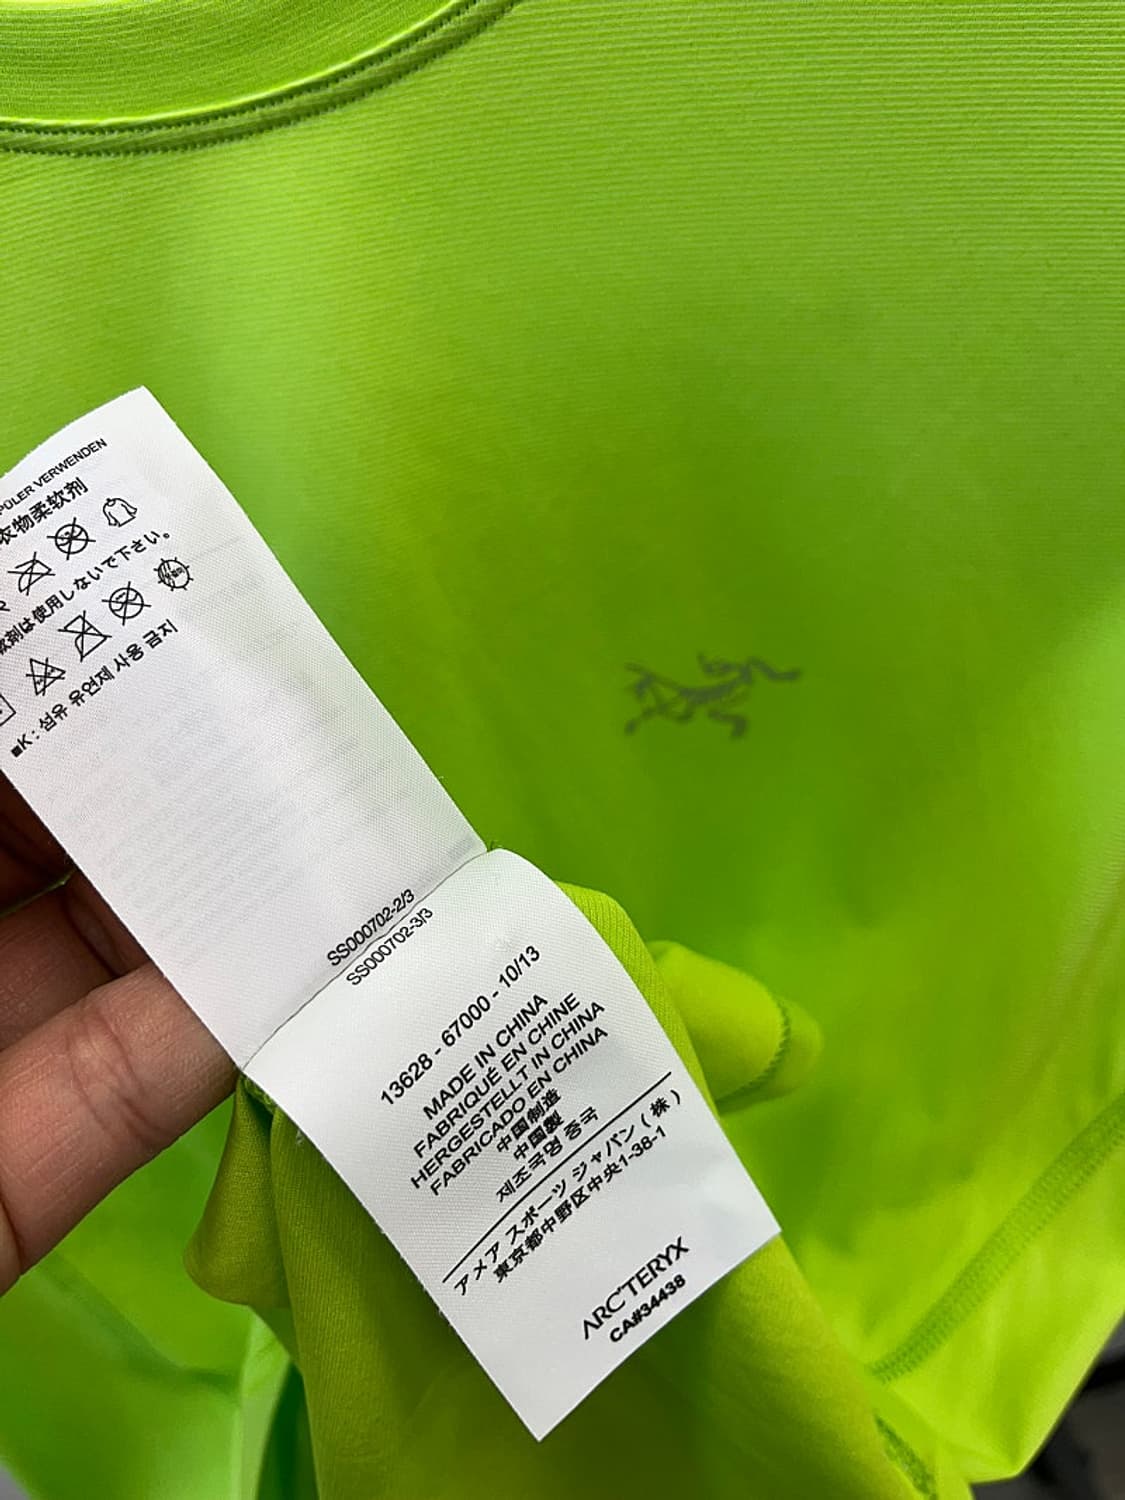 PÜLER VERWENDEN
衣物柔软剤
軟剤は使用しないで下さい。
■K : 섬유 유연제 사용 금지
SS000702-2/3
SS000702-3/3
13628 - 67000 - 10/13
MADE IN CHINA
FABRIQUÉ EN CHINE
HERGESTELLT IN CHINA
FABRICADO EN CHINA
中国制造
中国製
제조국명 중국
アメア スポーツ ジャパン ( 株 )
東京都中野区中央1-38-1
ARC'TERYX
CA#34438